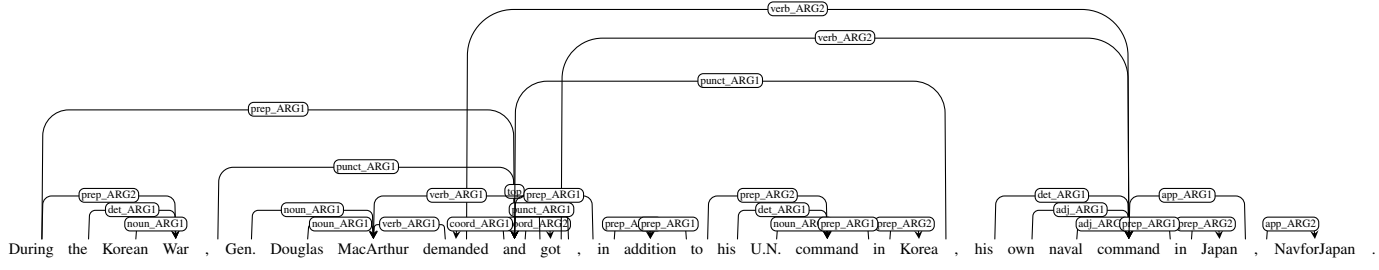 verb_ARG2
verb_ARG2
punct_ARG1
prep_ARG1
punct_ARG1
prep_ARG2 verb_ARG1 top prep_ARG1 prep_ARG2 det_ARG1 app_ARG1
det_ARG1 noun_ARG1 punct_ARG1 det_ARG1 adj_ARG1
noun_ARG1 noun_ARG1 verb_ARG1 coord_ARG1 prep_ARG1 prep_ARG1 prep_ARG2 prep_ARG1 prep_ARG2 app_ARG2
During the Korean War , Gen. Douglas MacArthur demanded and got , in addition to his U.N. command in Korea , his own naval command in Japan , NavforJapan .